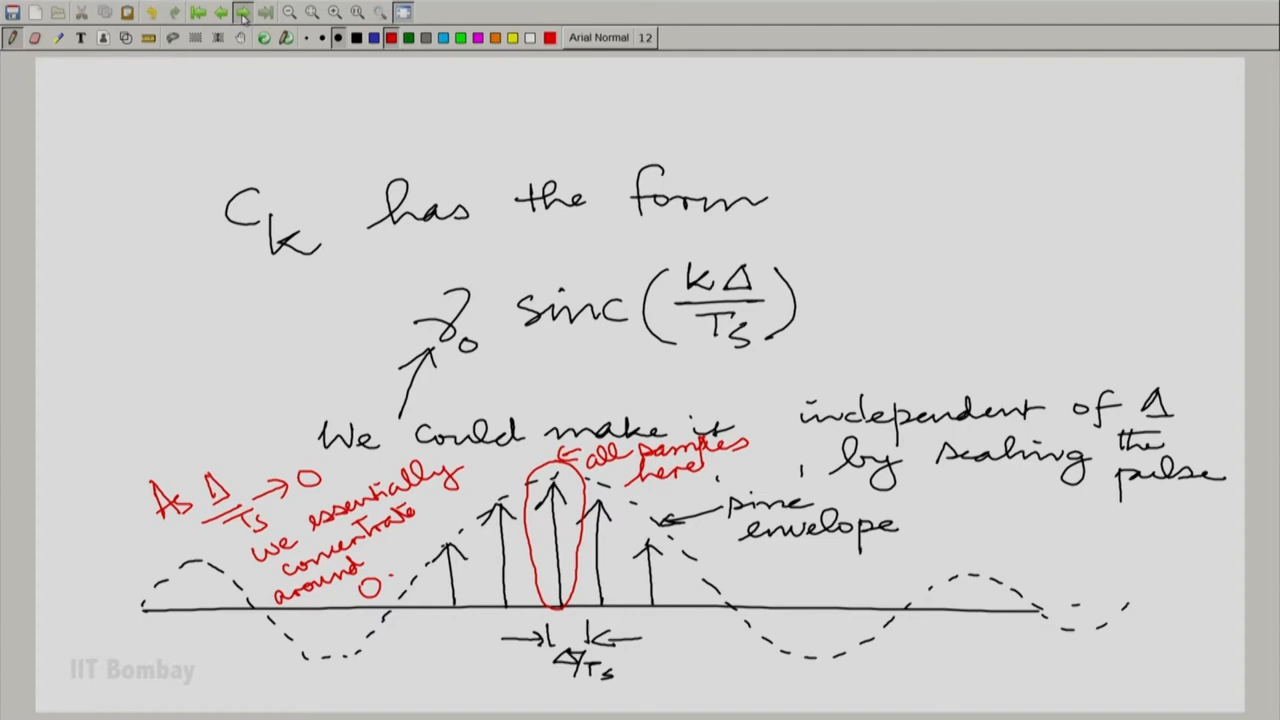 Arial Normal 12
C_k has the form
γ_0 sinc (kΔ/T_S)
We could make it independent of Δ
by scaling the
pulse
← all samples
here
As Δ/T_S → 0
we essentially
concentrate
around
0.
sinc
envelope
Δ/T_S
IIT Bombay